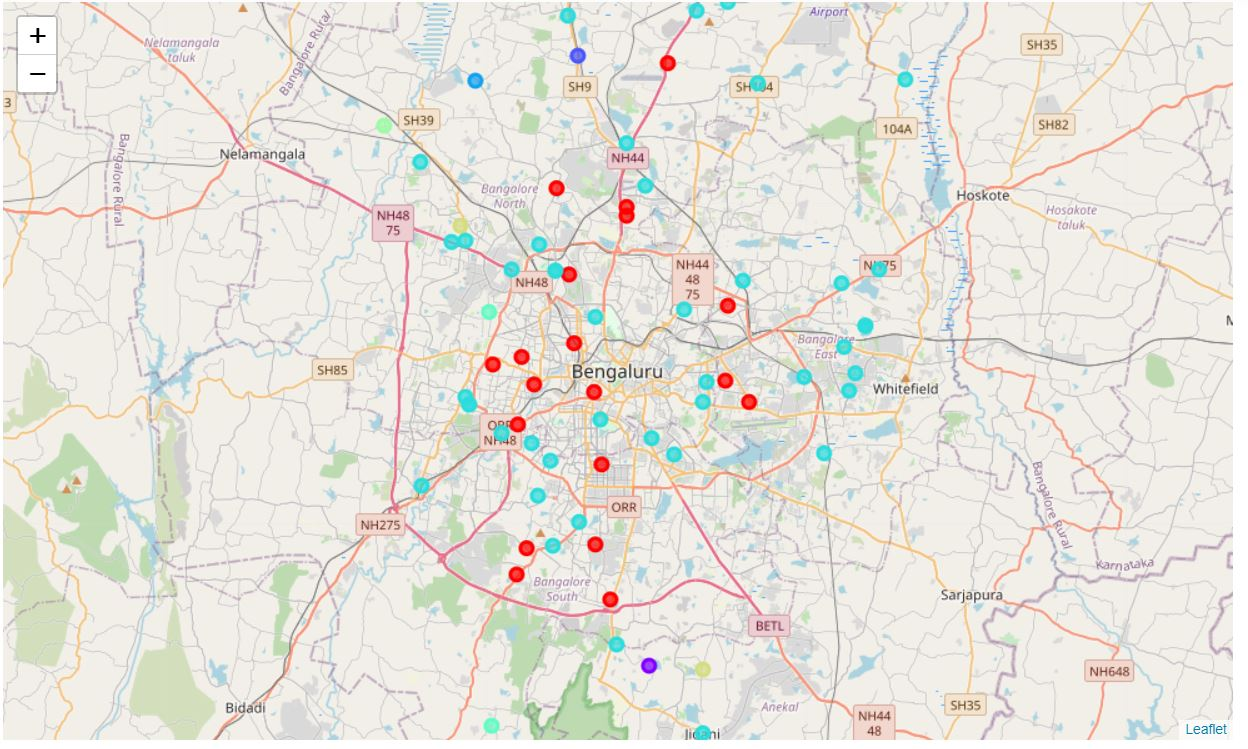 +
−
Nelamangala
taluk
Bangalore Rural
Airport
SH35
3
SH9
SH104
SH39
104A
SH82
Nelamangala
NH44
Bangalore Rural
Bangalore
North
Hoskote
NH48
75
Hosakote
taluk
NH44
48
75
NH75
NH48
Bangalore
East
Bengaluru
SH85
Whitefield
ORR
NH48
ORR
NH275
Bangalore Rural
Karnataka
Bangalore
South
Sarjapura
BETL
NH648
Bidadi
Anekal
SH35
NH44
48
Jigani
Leaflet